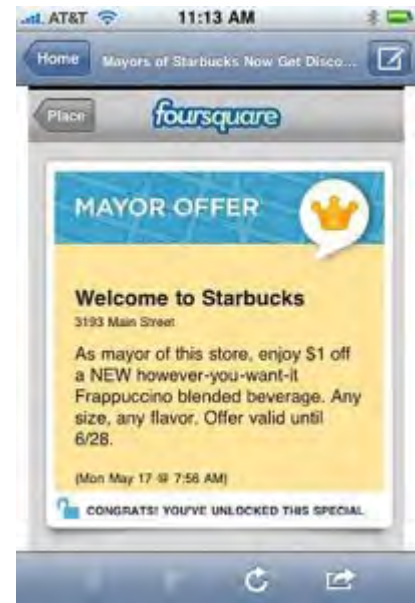 AT&T 11:13 AM
Home Mayors of Starbucks Now Get Disco...
Place foursquare
MAYOR OFFER
Welcome to Starbucks
3193 Main Street
As mayor of this store, enjoy $1 off
a NEW however-you-want-it
Frappuccino blended beverage. Any
size, any flavor. Offer valid until
6/28.
(Mon May 17 @ 7:56 AM)
CONGRATS! YOU'VE UNLOCKED THIS SPECIAL